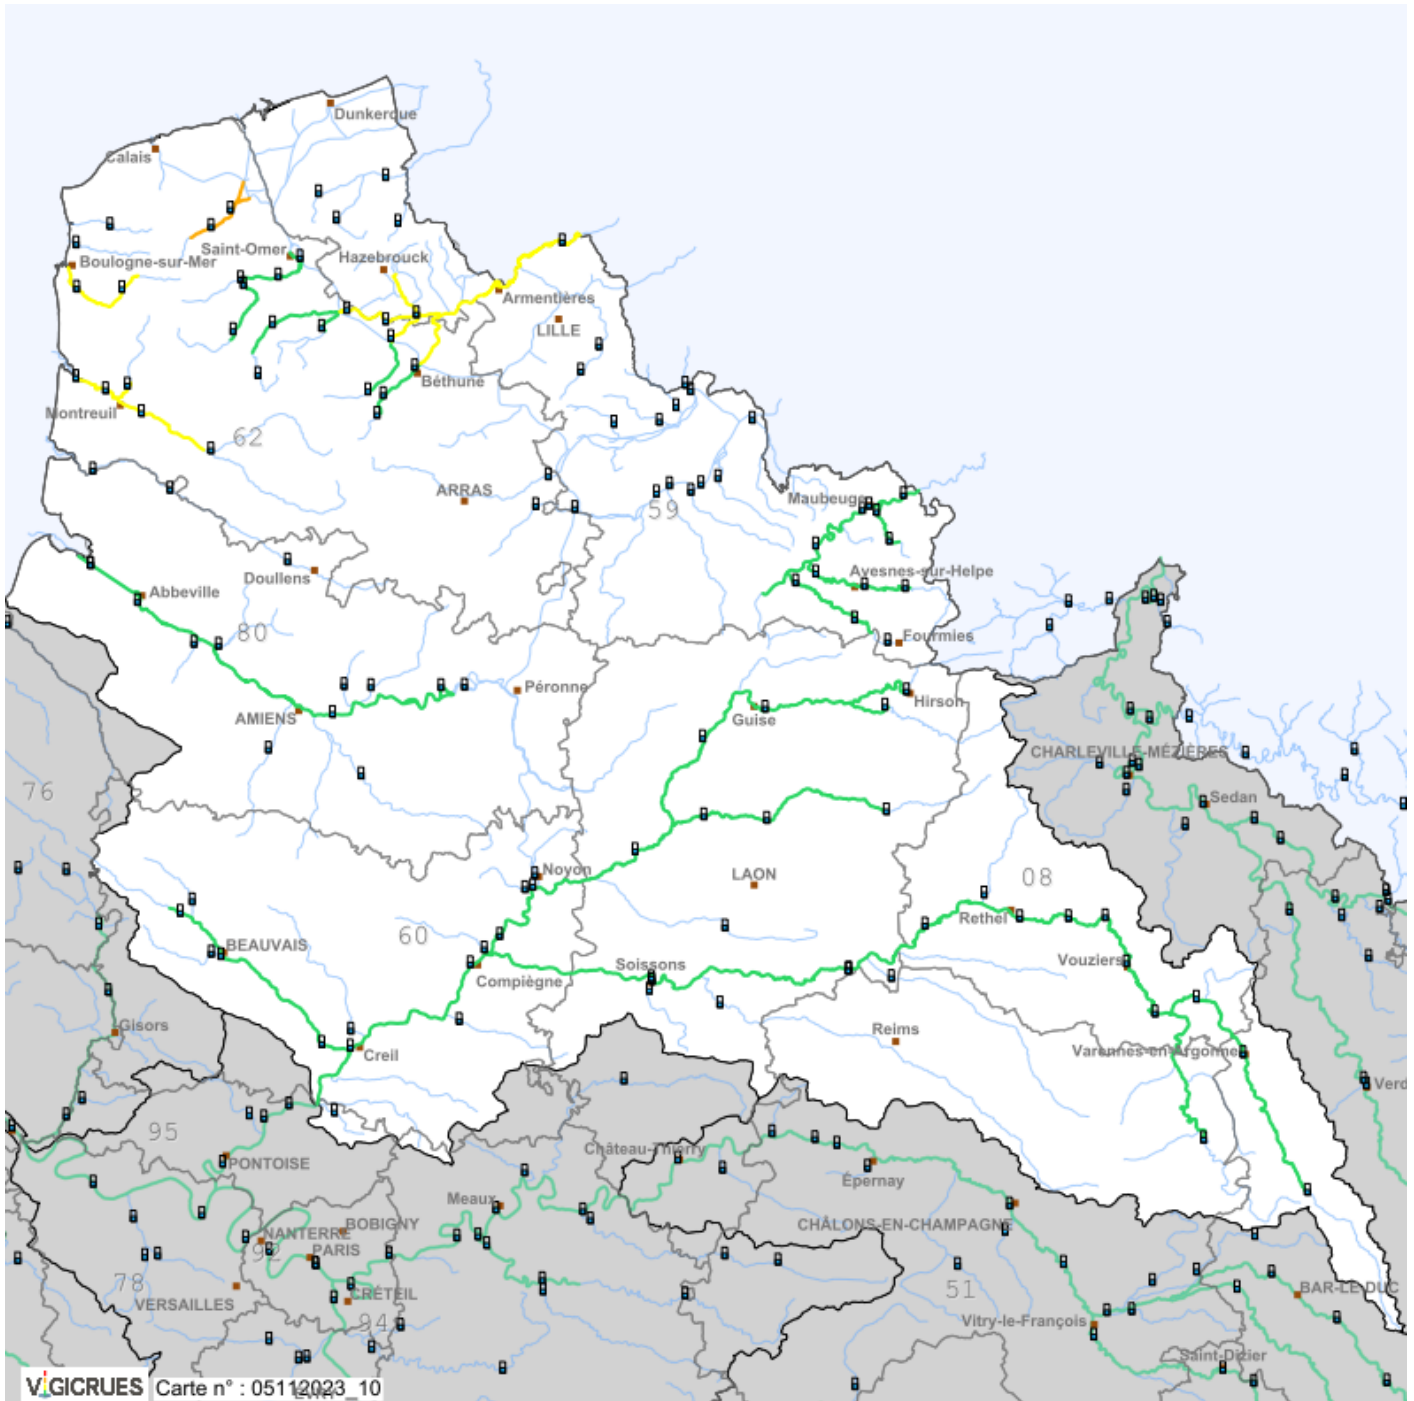 Dunkerque
Calais
Saint-Omer
Boulogne-sur-Mer
Hazebrouck
Armentières
LILLE
Béthune
Montreuil
62
ARRAS
59
Maubeuge
Doullens
Avesnes-sur-Helpe
Abbeville
80
Fourmies
Péronne
Hirson
AMIENS
Guise
CHARLEVILLE-MÉZIÈRES
76
Sedan
Noyon
LAON
08
Rethel
60
BEAUVAIS
Vouziers
Soissons
Compiègne
Gisors
Reims
Creil
Varennes-en-Argonne
Verd
95
Château-Thierry
PONTOISE
Épernay
Meaux
BOBIGNY
CHÂLONS-EN-CHAMPAGNE
NANTERRE
92
PARIS
78
51
BAR-LE-DUC
VERSAILLES
CRÉTEIL
94
Vitry-le-François
Saint-Dizier
VIGICRUES
Carte n° : 05112023_10